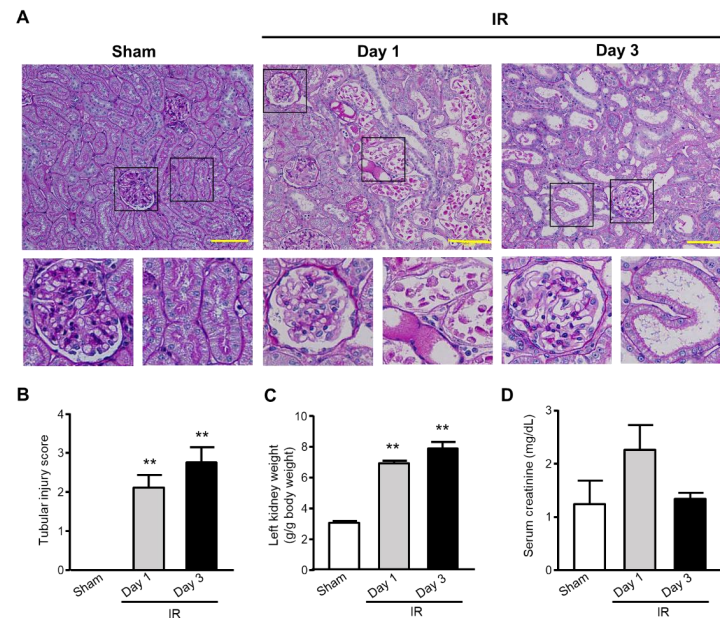 A
IR
Sham
Day 1
Day 3
B
4
3
2
1
0
Tubular injury score
**
**
Sham
Day 1
Day 3
IR
C
10
8
6
4
2
0
Left kidney weight
(g/g body weight)
**
**
Sham
Day 1
Day 3
IR
D
3
2
1
0
Serum creatinine (mg/dL)
Sham
Day 1
Day 3
IR